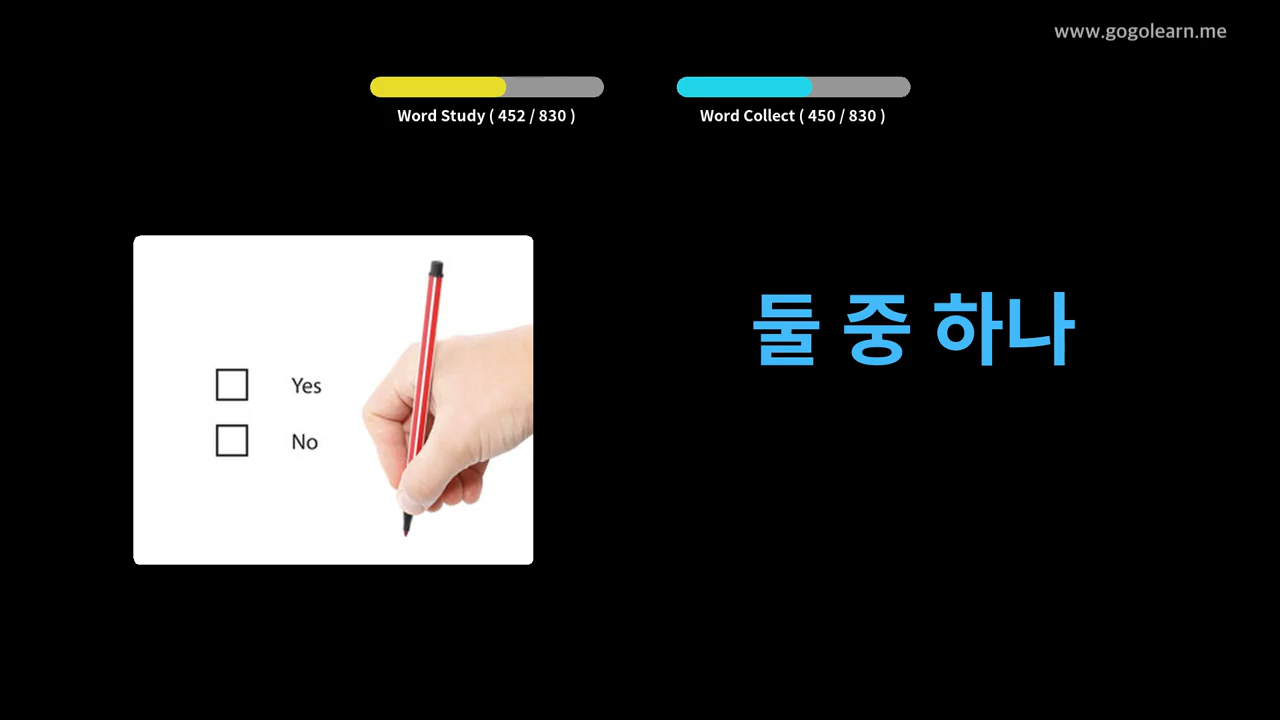 www.gogolearn.me
Word Study ( 452 / 830 )
Word Collect ( 450 / 830 )
둘 중 하나
Yes
No